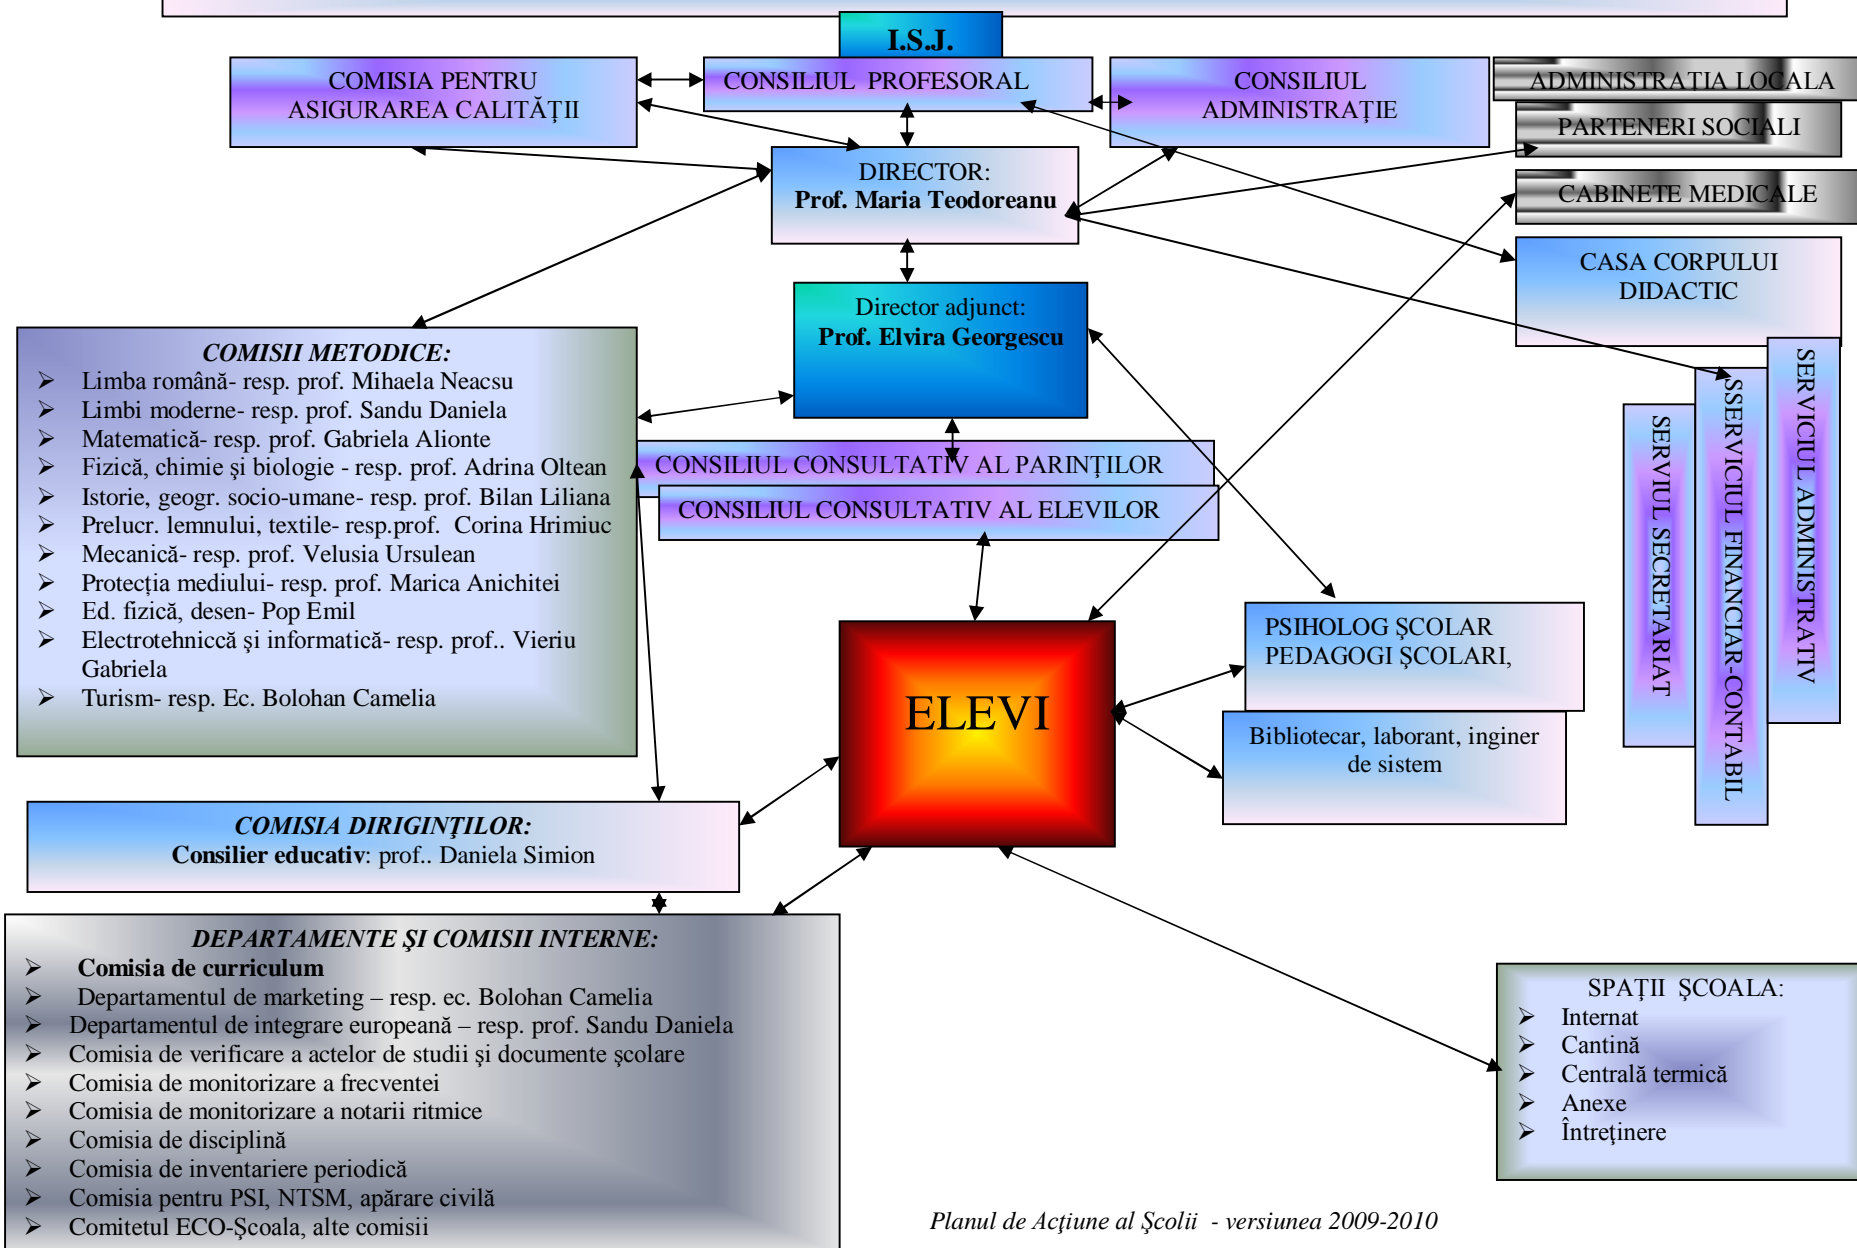 I.S.J.
COMISIA PENTRU
ASIGURAREA CALITĂŢII
CONSILIUL PROFESORAL
CONSILIUL
ADMINISTRAŢIE
ADMINISTRAŢIA LOCALA
PARTENERI SOCIALI
CABINETE MEDICALE
DIRECTOR:
Prof. Maria Teodoreanu
CASA CORPULUI
DIDACTIC
Director adjunct:
Prof. Elvira Georgescu
COMISII METODICE:
➢ Limba română- resp. prof. Mihaela Neacsu
➢ Limbi moderne- resp. prof. Sandu Daniela
➢ Matematică- resp. prof. Gabriela Alionte
➢ Fizică, chimie şi biologie - resp. prof. Adrina Oltean
➢ Istorie, geogr. socio-umane- resp. prof. Bilan Liliana
➢ Prelucr. lemnului, textile- resp.prof. Corina Hrimiuc
➢ Mecanică- resp. prof. Velusia Ursulean
➢ Protecţia mediului- resp. prof. Marica Anichitei
➢ Ed. fizică, desen- Pop Emil
➢ Electrotehniccă şi informatică- resp. prof.. Vieriu
Gabriela
➢ Turism- resp. Ec. Bolohan Camelia
CONSILIUL CONSULTATIV AL PARINŢILOR
CONSILIUL CONSULTATIV AL ELEVILOR
SERVIUL SECRETARIAT
SSERVICIUL FINANCIAR-CONTABIL
SERVICIUL ADMINISTRATIV
ELEVI
PSIHOLOG ŞCOLAR
PEDAGOGI ŞCOLARI,
Bibliotecar, laborant, inginer
de sistem
COMISIA DIRIGINŢILOR:
Consilier educativ: prof.. Daniela Simion
DEPARTAMENTE ŞI COMISII INTERNE:
➢ Comisia de curriculum
➢ Departamentul de marketing – resp. ec. Bolohan Camelia
➢ Departamentul de integrare europeană – resp. prof. Sandu Daniela
➢ Comisia de verificare a actelor de studii şi documente şcolare
➢ Comisia de monitorizare a frecventei
➢ Comisia de monitorizare a notarii ritmice
➢ Comisia de disciplină
➢ Comisia de inventariere periodică
➢ Comisia pentru PSI, NTSM, apărare civilă
➢ Comitetul ECO-Şcoala, alte comisii
SPAŢII ŞCOALA:
➢ Internat
➢ Cantină
➢ Centrală termică
➢ Anexe
➢ Întreţinere
Planul de Acţiune al Şcolii - versiunea 2009-2010